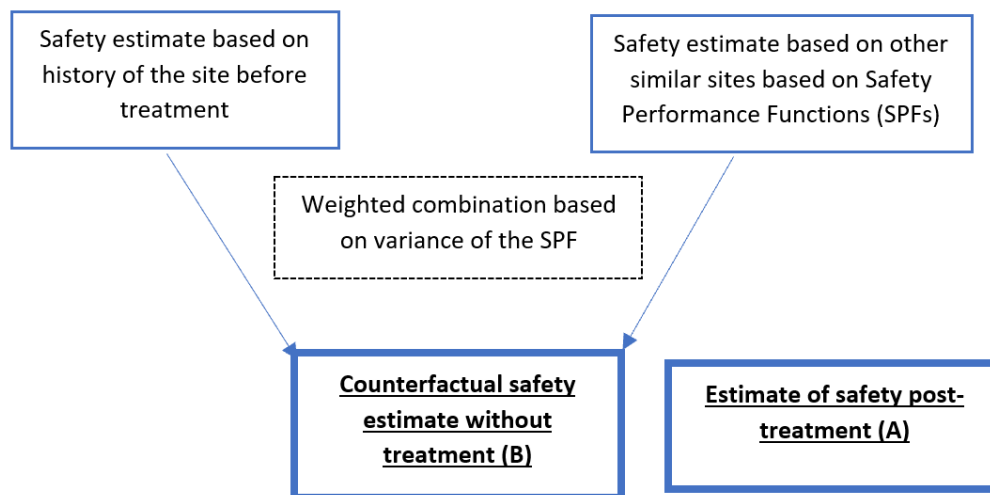 Safety estimate based on
history of the site before
treatment
Safety estimate based on other
similar sites based on Safety
Performance Functions (SPFs)
Weighted combination based
on variance of the SPF
Counterfactual safety
estimate without
treatment (B)
Estimate of safety post-
treatment (A)